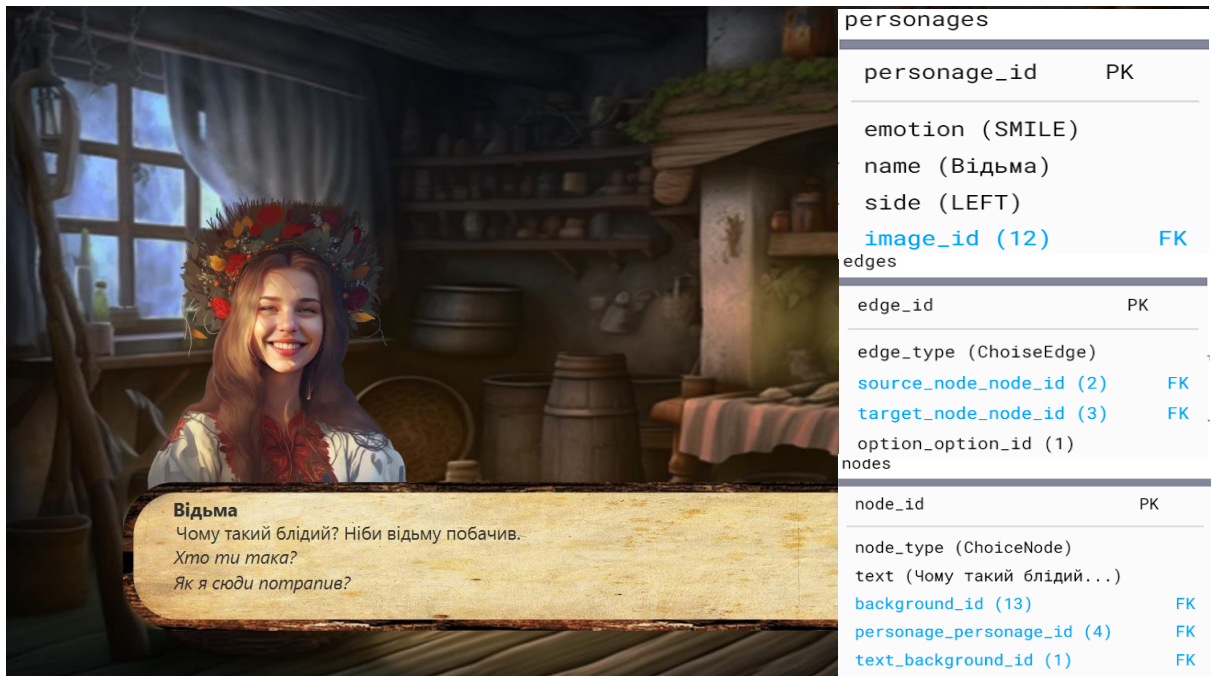 Відьма
Чому такий блідий? Ніби відьму побачив.
Хто ти така?
Як я сюди потрапив?
personages
personage_id PK
emotion (SMILE)
name (Відьма)
side (LEFT)
image_id (12) FK
edges
edge_id PK
edge_type (ChoiseEdge)
source_node_node_id (2) FK
target_node_node_id (3) FK
option_option_id (1)
nodes
node_id PK
node_type (ChoiceNode)
text (Чому такий блідий...)
background_id (13) FK
personage_personage_id (4) FK
text_background_id (1) FK